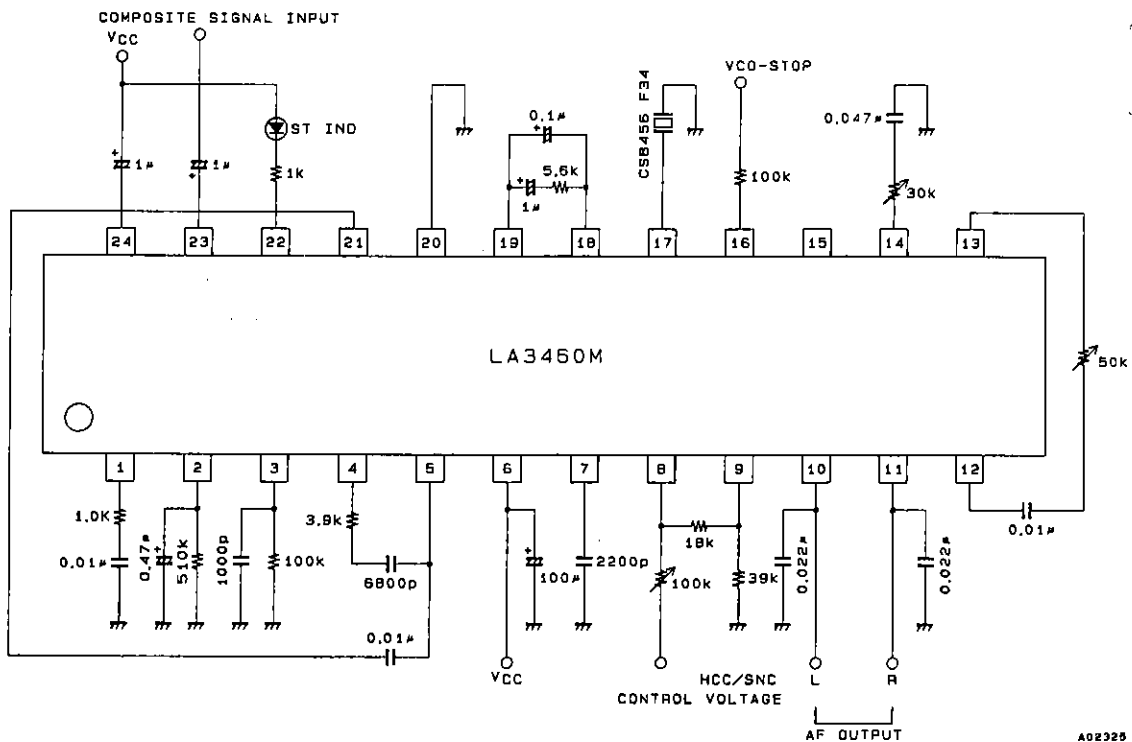 COMPOSITE SIGNAL INPUT
VCC
VCO-STOP
ST IND
0.1μ
CSB456 F34
0.047μ
1μ
1μ
1k
5.6k
1μ
100k
30k
24
23
22
21
20
19
18
17
16
15
14
13
LA3460M
50k
1
2
3
4
5
6
7
8
9
10
11
12
1.0K
0.01μ
0.47μ
510k
1000p
100k
3.9k
6800p
0.01μ
100μ
2200p
18k
100k
39k
0.022μ
0.022μ
0.01μ
VCC
HCC/SNC
CONTROL VOLTAGE
L
R
AF OUTPUT
A02325